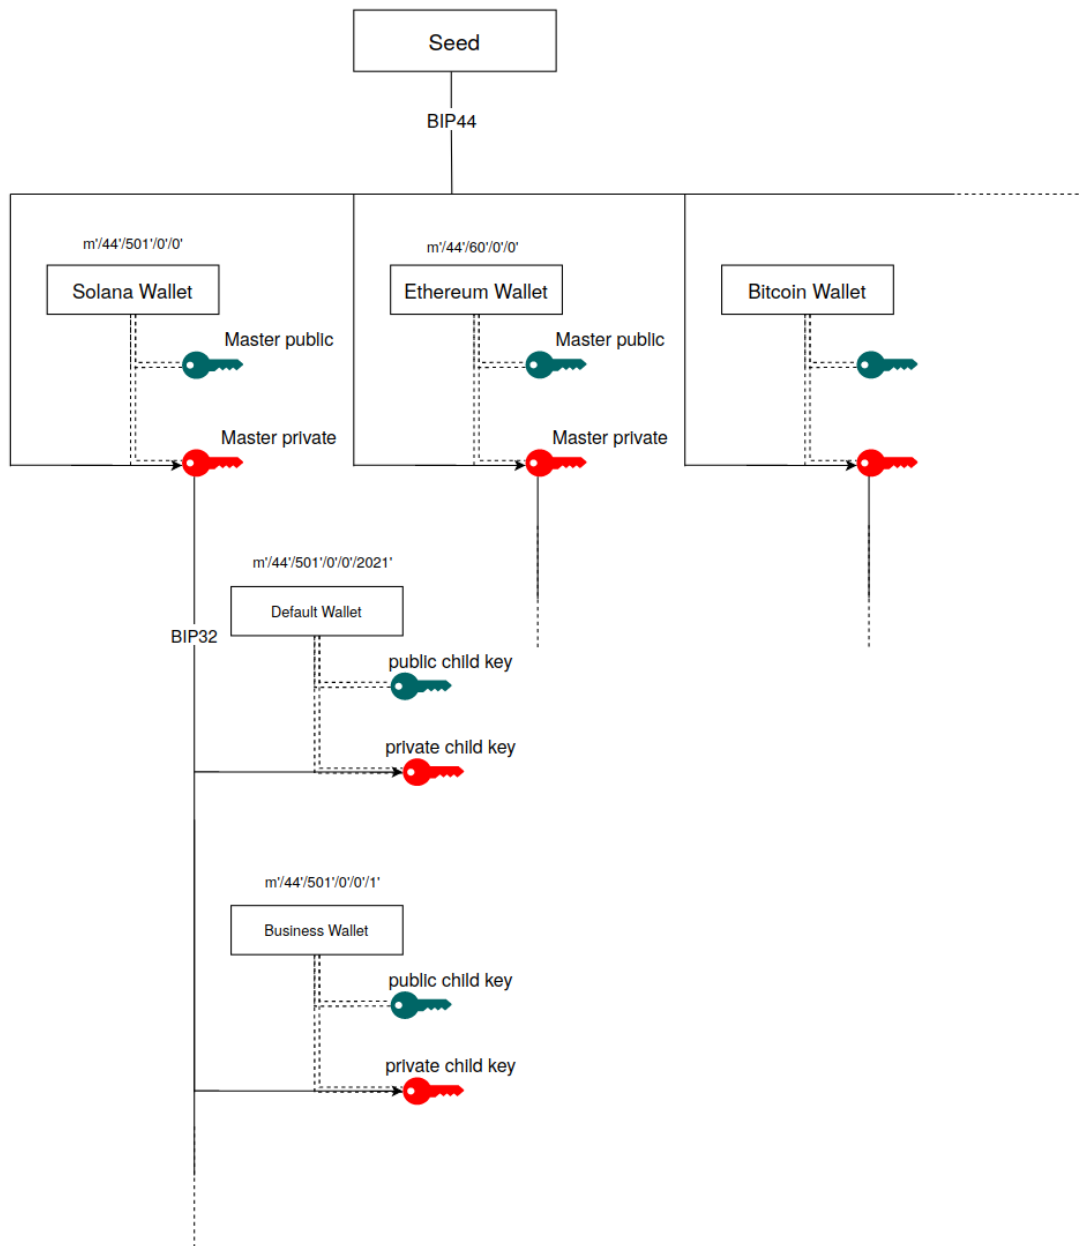 Seed
BIP44
m'/44'/501'/0'/0'
m'/44'/60'/0'/0'
Solana Wallet
Ethereum Wallet
Bitcoin Wallet
Master public
Master public
Master private
Master private
m'/44'/501'/0'/0'/2021'
Default Wallet
BIP32
public child key
private child key
m'/44'/501'/0'/0'/1'
Business Wallet
public child key
private child key